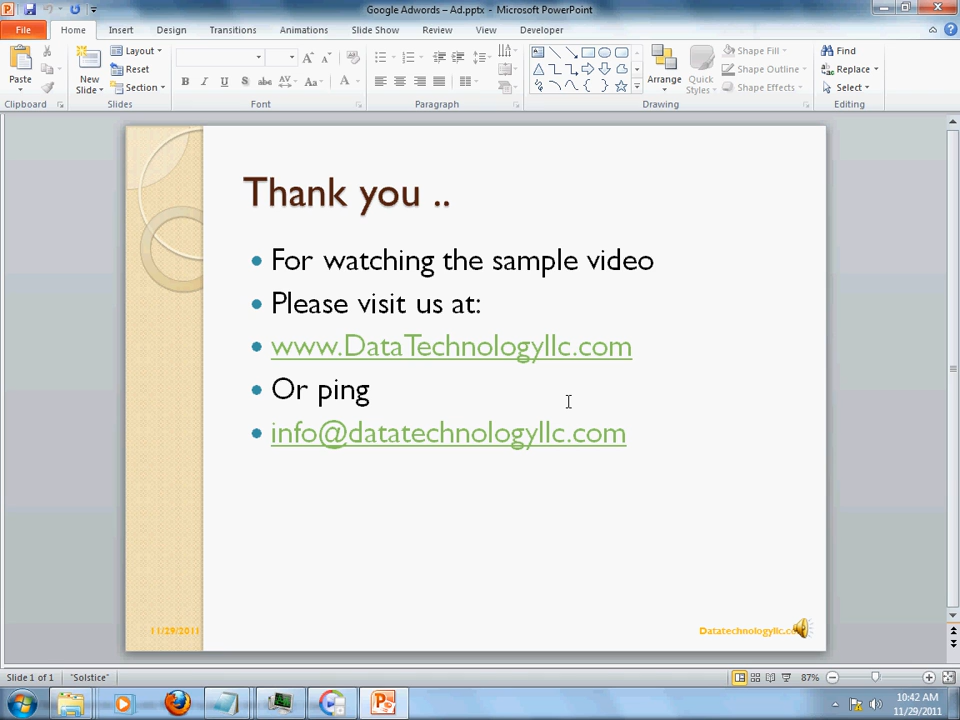 Google Adwords – Ad.pptx - Microsoft PowerPoint
File Home Insert Design Transitions Animations Slide Show Review View Developer
Paste
New Slide
Layout
Reset
Section
Arrange
Quick Styles
Shape Fill
Shape Outline
Shape Effects
Find
Replace
Select
Clipboard Slides Font Paragraph Drawing Editing
Thank you ..
For watching the sample video
Please visit us at:
www.DataTechnologyllc.com
Or ping
info@datatechnologyllc.com
11/29/2011
Slide 1 of 1 "Solstice" 87%
10:42 AM
11/29/2011